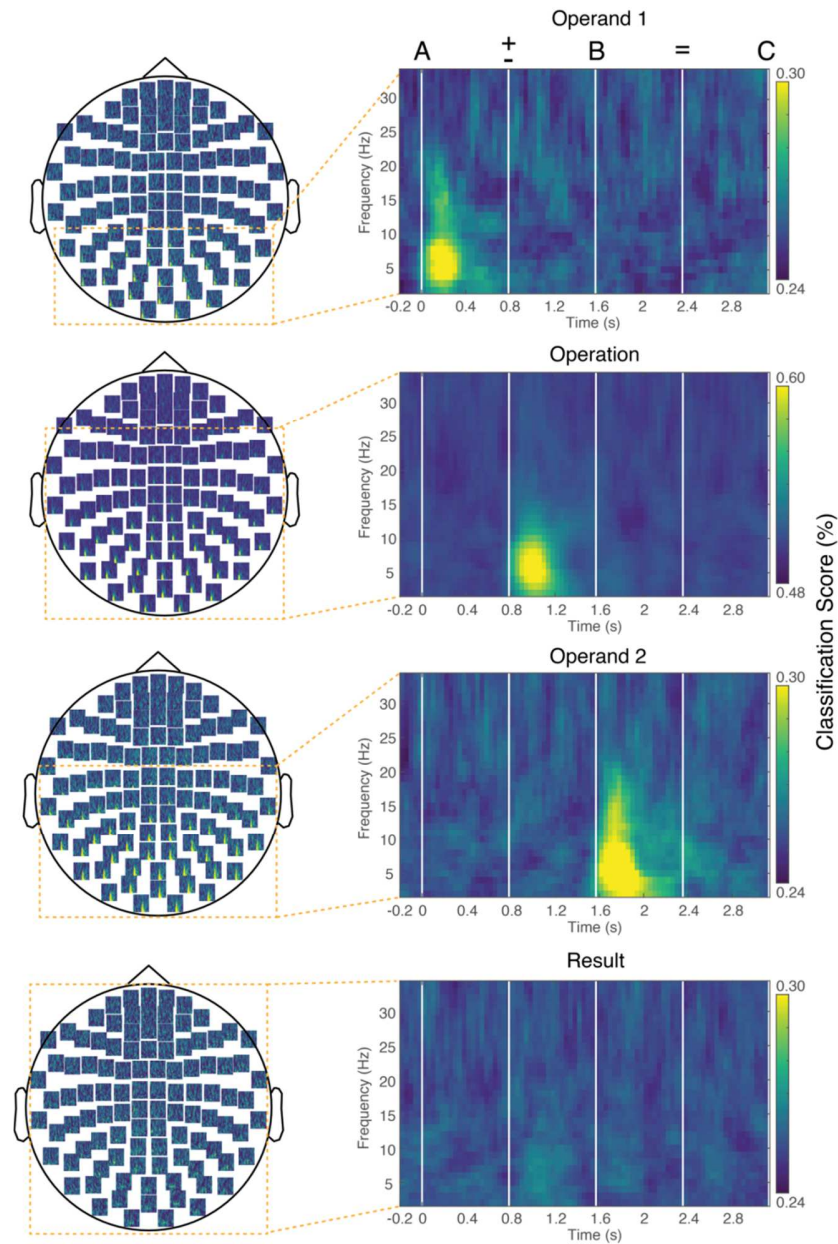 Operand 1
A + - B = C
0.30
30
25
20
15
10
5
Frequency (Hz)
0.24
-0.2 0 0.4 0.8 1.2 1.6 2 2.4 2.8
Time (s)
Operation
0.60
30
25
20
15
10
5
Frequency (Hz)
0.48
-0.2 0 0.4 0.8 1.2 1.6 2 2.4 2.8
Time (s)
Classification Score (%)
Operand 2
0.30
30
25
20
15
10
5
Frequency (Hz)
0.24
-0.2 0 0.4 0.8 1.2 1.6 2 2.4 2.8
Time (s)
Result
0.30
30
25
20
15
10
5
Frequency (Hz)
0.24
-0.2 0 0.4 0.8 1.2 1.6 2 2.4 2.8
Time (s)